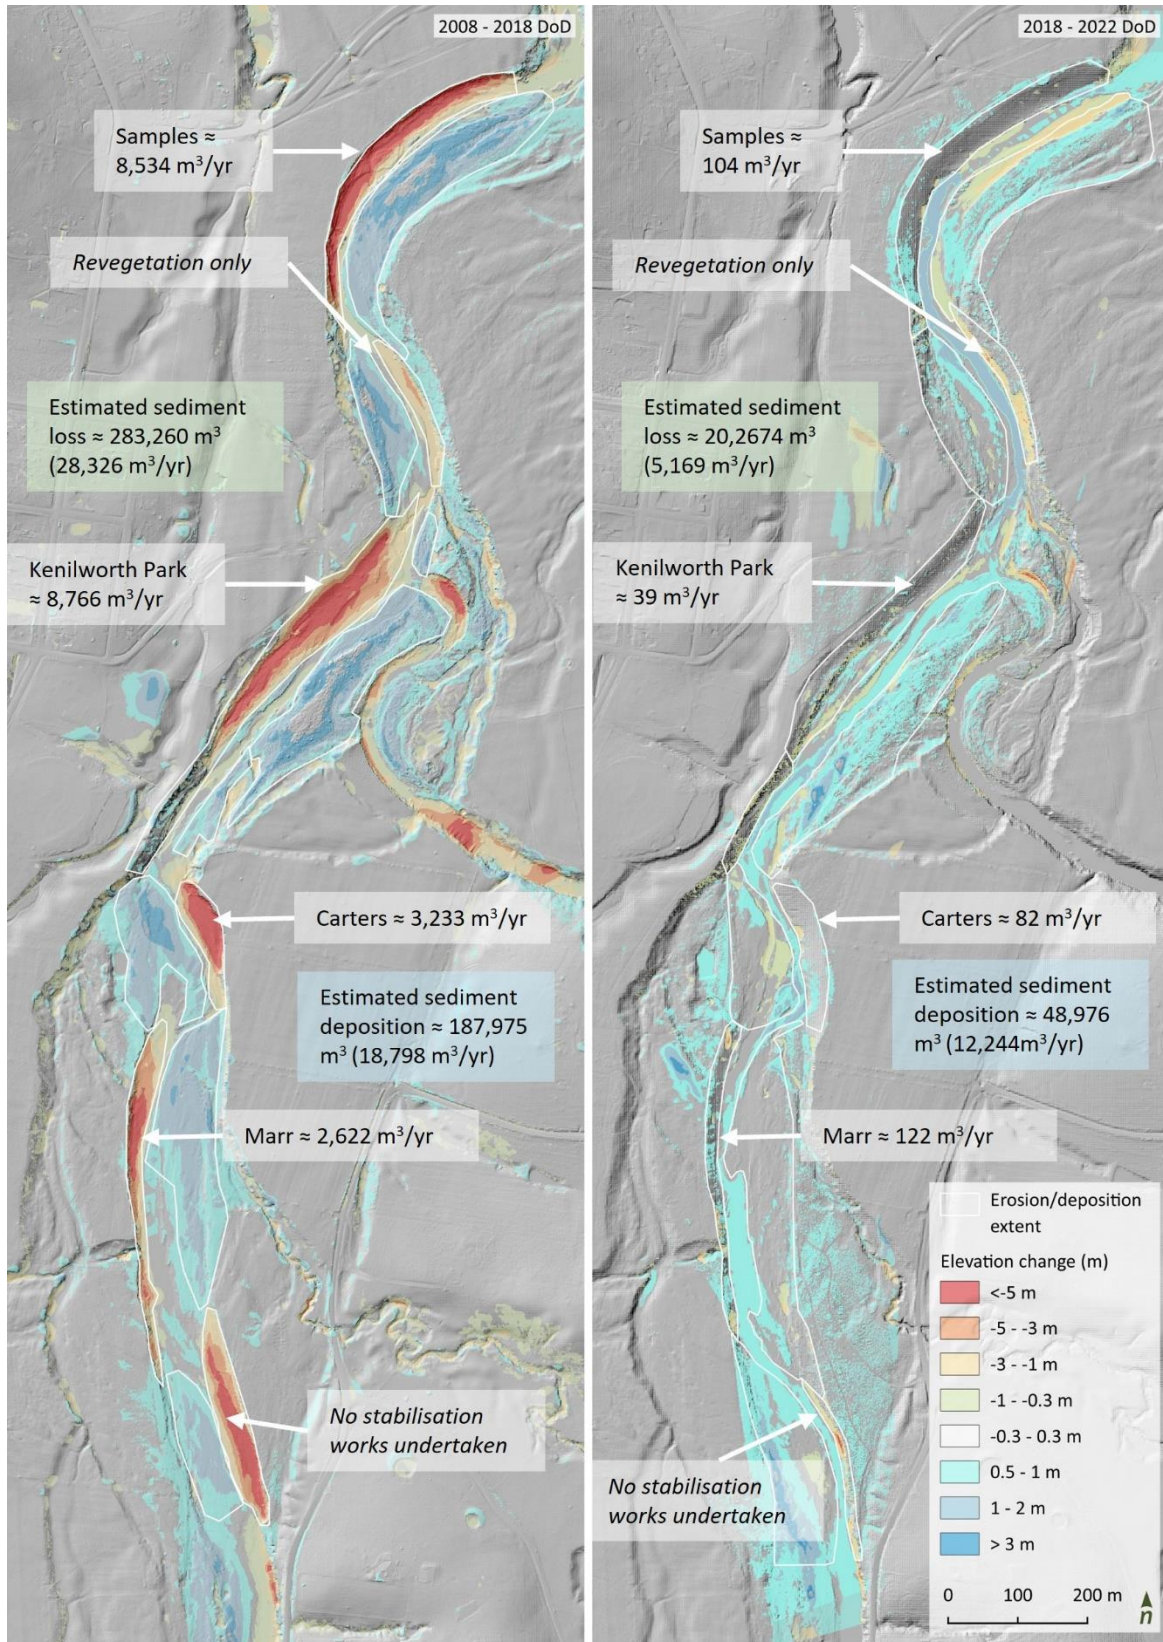 2008 - 2018 DoD
Samples ≈
8,534 m³/yr
Revegetation only
Estimated sediment
loss ≈ 283,260 m³
(28,326 m³/yr)
Kenilworth Park
≈ 8,766 m³/yr
Carters ≈ 3,233 m³/yr
Estimated sediment
deposition ≈ 187,975
m³ (18,798 m³/yr)
Marr ≈ 2,622 m³/yr
No stabilisation
works undertaken
2018 - 2022 DoD
Samples ≈
104 m³/yr
Revegetation only
Estimated sediment
loss ≈ 20,2674 m³
(5,169 m³/yr)
Kenilworth Park
≈ 39 m³/yr
Carters ≈ 82 m³/yr
Estimated sediment
deposition ≈ 48,976
m³ (12,244m³/yr)
Marr ≈ 122 m³/yr
No stabilisation
works undertaken
Erosion/deposition
extent
Elevation change (m)
<-5 m
-5 - -3 m
-3 - -1 m
-1 - -0.3 m
-0.3 - 0.3 m
0.5 - 1 m
1 - 2 m
> 3 m
0 100 200 m
n